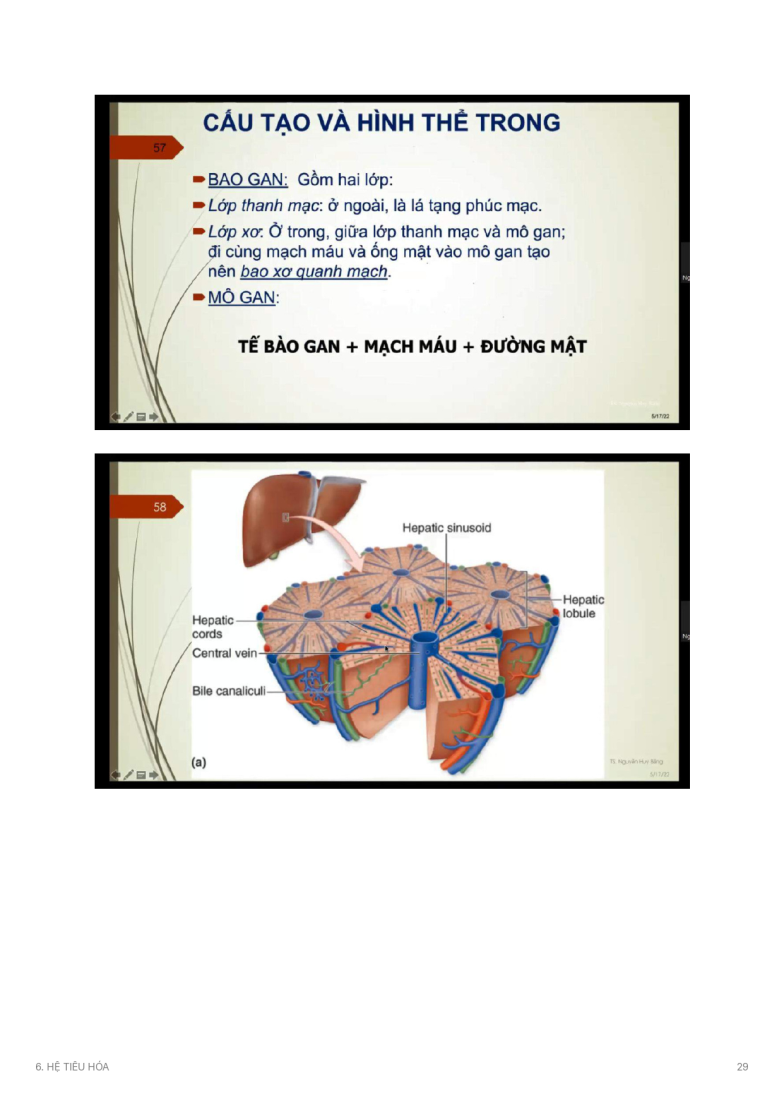 CẤU TẠO VÀ HÌNH THỂ TRONG
57
BAO GAN: Gồm hai lớp:
Lớp thanh mạc: ở ngoài, là lá tạng phúc mạc.
Lớp xơ: Ở trong, giữa lớp thanh mạc và mô gan;
đi cùng mạch máu và ống mật vào mô gan tạo
nên bao xơ quanh mạch.
MÔ GAN:
TẾ BÀO GAN + MẠCH MÁU + ĐƯỜNG MẬT
5/17/22
Ng
58
Hepatic sinusoid
Hepatic
lobule
Hepatic
cords
Central vein
Bile canaliculi
Ng
(a)
TS. Nguyễn Huy Bằng
5/17/22
6. HỆ TIÊU HÓA
29